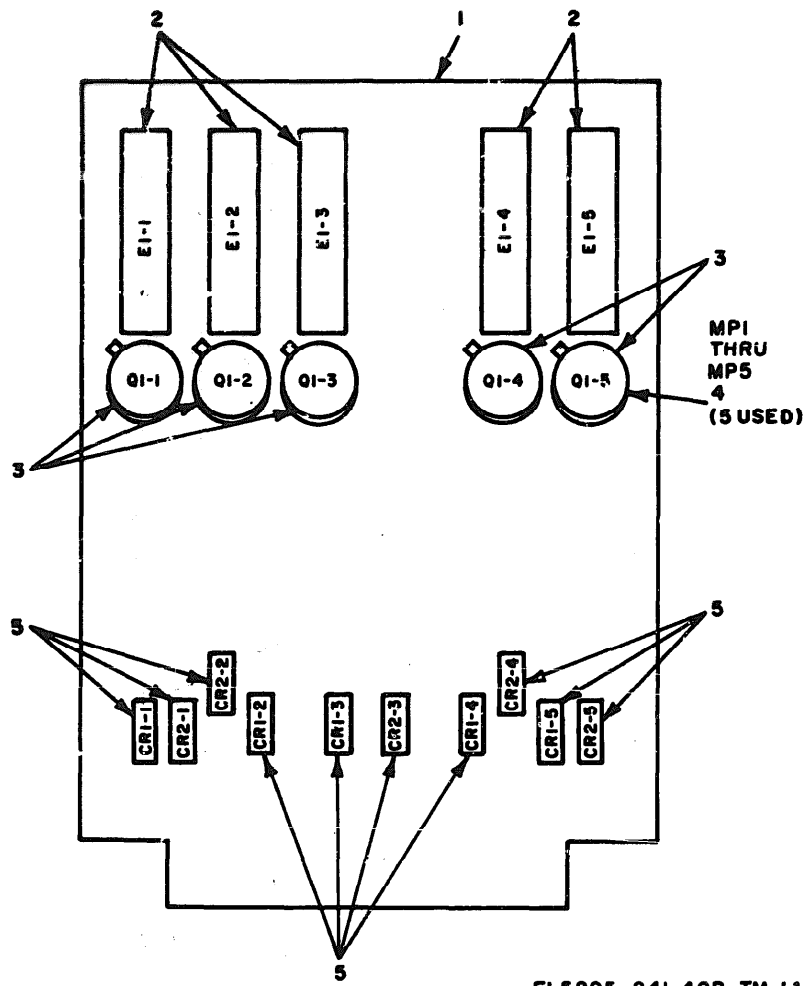 2
1
2
E1-1
E1-2
E1-3
E1-4
E1-5
3
MP1
THRU
MP5
4
(5 USED)
Q1-1
Q1-2
Q1-3
Q1-4
Q1-5
3
5
5
CR2-2
CR2-4
CR1-1
CR2-1
CR1-2
CR1-3
CR2-3
CR1-4
CR1-5
CR2-5
5